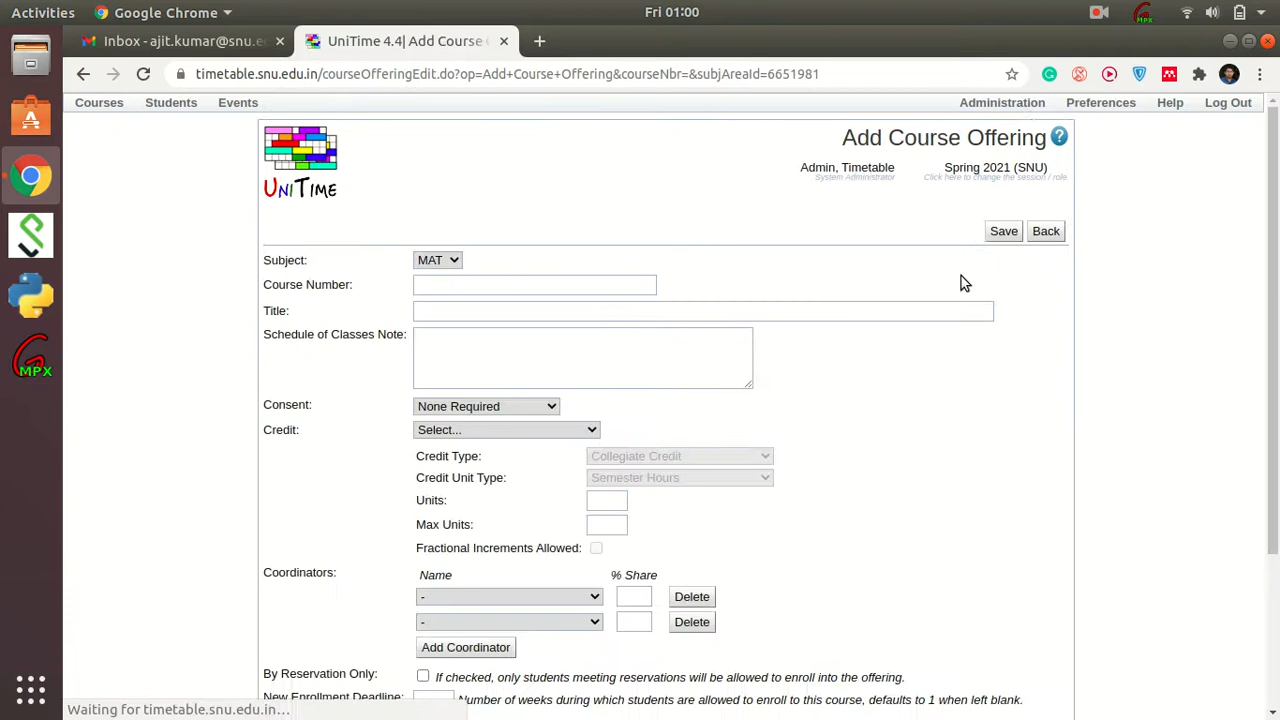 Activities Google Chrome Fri 01:00
Inbox - ajit.kumar@snu.e UniTime 4.4| Add Course
timetable.snu.edu.in/courseOfferingEdit.do?op=Add+Course+Offering&courseNbr=&subjAreaId=6651981
Courses Students Events Administration Preferences Help Log Out
UNITIME
Add Course Offering
Admin, Timetable Spring 2021 (SNU)
System Administrator Click here to change the session / role
Save Back
Subject: MAT
Course Number:
Title:
Schedule of Classes Note:
Consent: None Required
Credit: Select...
Credit Type: Collegiate Credit
Credit Unit Type: Semester Hours
Units:
Max Units:
Fractional Increments Allowed:
Coordinators: Name % Share
- Delete
- Delete
Add Coordinator
By Reservation Only: If checked, only students meeting reservations will be allowed to enroll into the offering.
New Enrollment Deadline: Number of weeks during which students are allowed to enroll to this course, defaults to 1 when left blank.
Waiting for timetable.snu.edu.in...
MPX
MPX